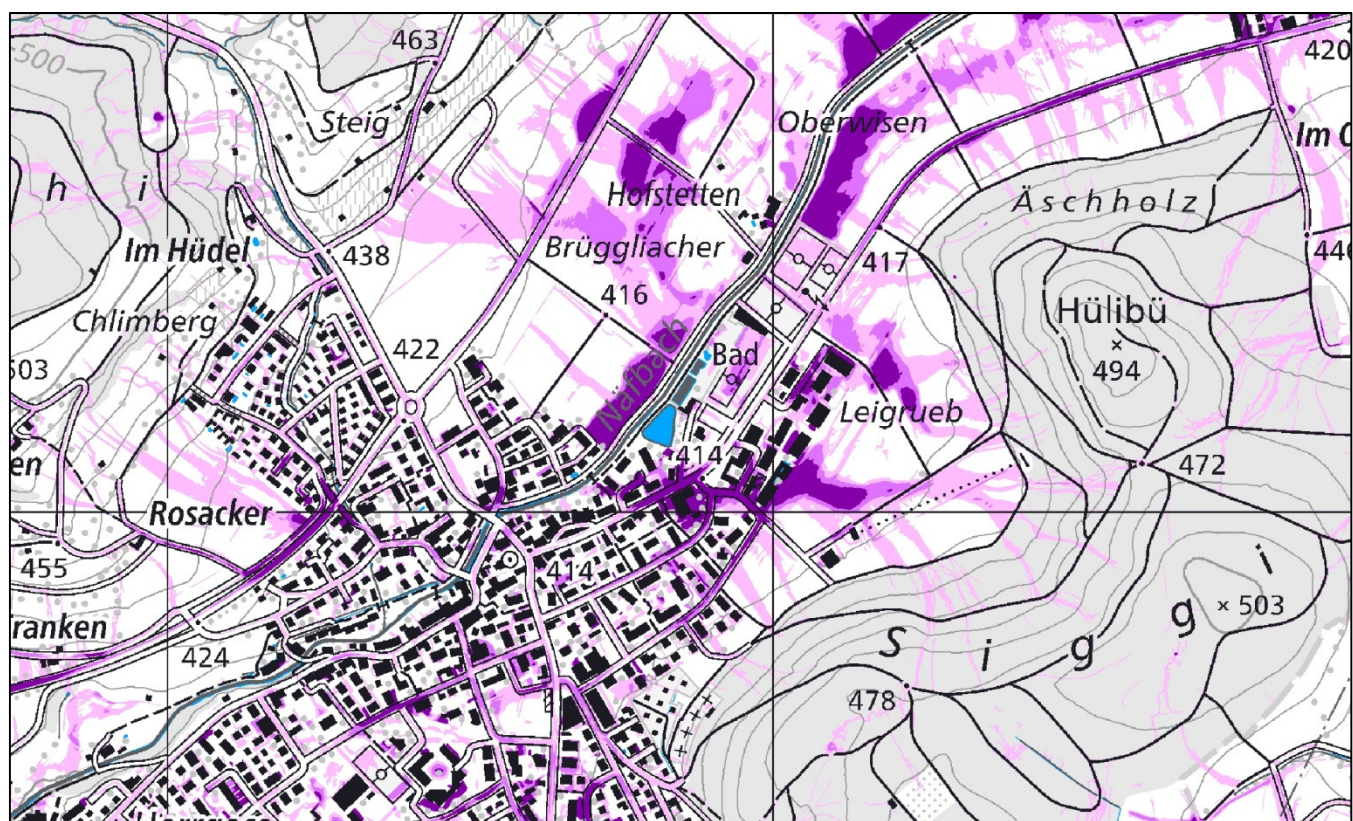 463
420
500
Steig
Oberwisen
Im
h
i
Hofstetten
Äschholz
Im Hüdel
Brüggliacher
438
417
446
416
Hülibü
Chlimberg
Näfbach
422
Bad
494
503
Leigrueb
en
414
472
Rosacker
455
414
i
503
ranken
g
424
S
i
g
478